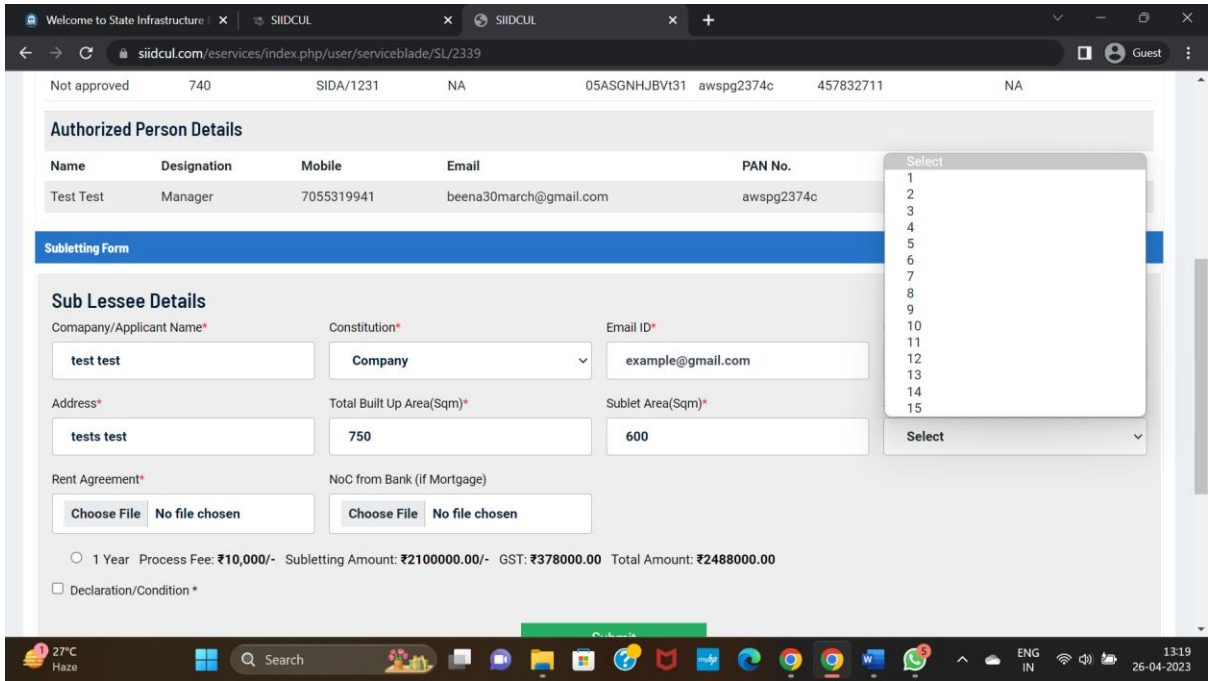 Welcome to State Infrastructure
SIIDCUL
SIIDCUL
siidcul.com/eservices/index.php/user/serviceblade/SL/2339
Guest
Not approved 740 SIDA/1231 NA 05ASGNHJBVt31 awspg2374c 457832711 NA
Authorized Person Details
Name Designation Mobile Email PAN No.
Test Test Manager 7055319941 beena30march@gmail.com awspg2374c
Select
1
2
3
4
5
6
7
8
9
10
11
12
13
14
15
Subletting Form
Sub Lessee Details
Comapany/Applicant Name* Constitution* Email ID*
test test Company example@gmail.com
Address* Total Built Up Area(Sqm)* Sublet Area(Sqm)*
tests test 750 600 Select
Rent Agreement* NoC from Bank (if Mortgage)
Choose File No file chosen Choose File No file chosen
1 Year Process Fee: ₹10,000/- Subletting Amount: ₹2100000.00/- GST: ₹378000.00 Total Amount: ₹2488000.00
Declaration/Condition *
Submit
1 27°C
Haze
Search
myhp
5
ENG
IN
13:19
26-04-2023